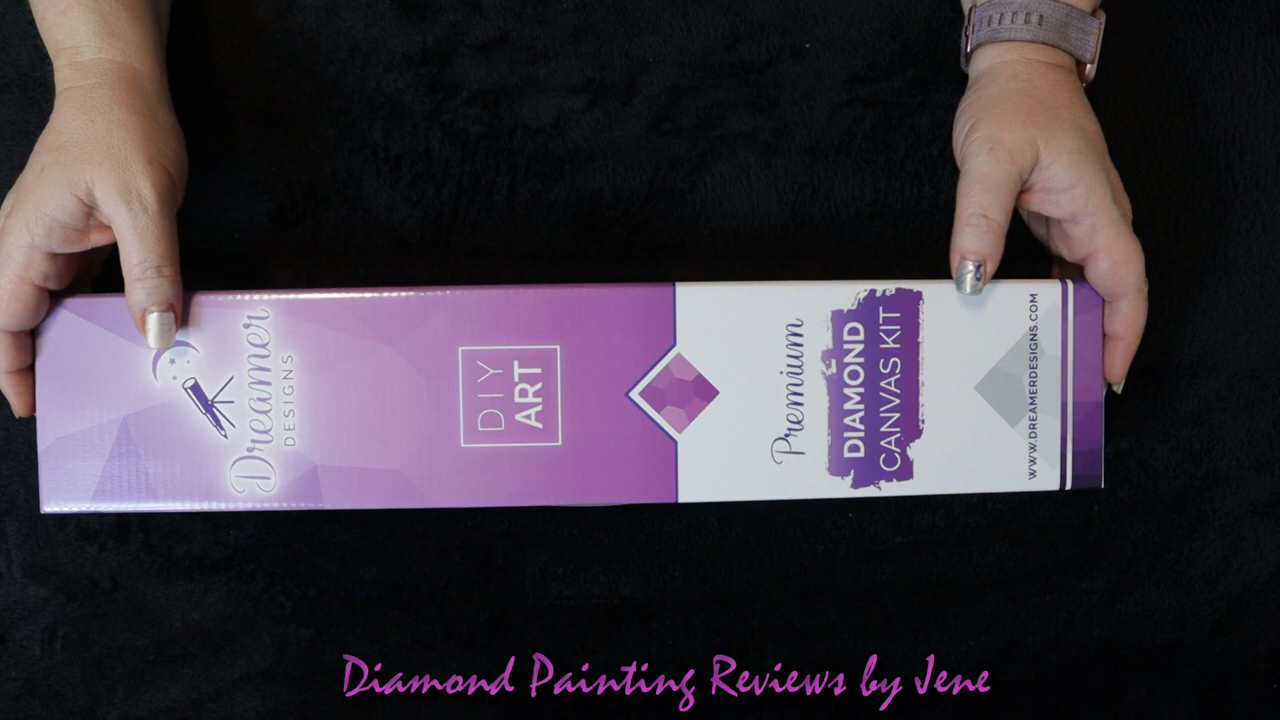 Dreamer
DESIGNS
DIY
ART
Premium
DIAMOND
CANVAS KIT
WWW.DREAMERDESIGNS.COM
Diamond Painting Reviews by Jene